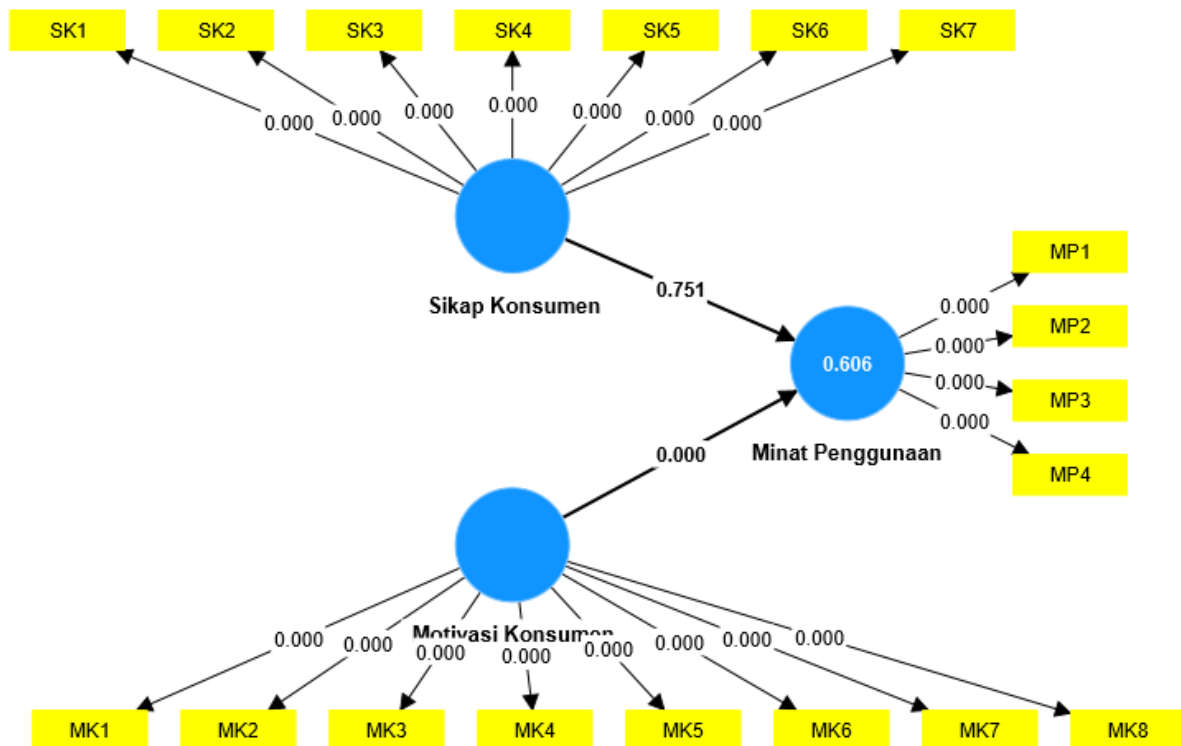 SK1 SK2 SK3 SK4 SK5 SK6 SK7
0.000 0.000 0.000 0.000 0.000 0.000 0.000
Sikap Konsumen
0.751
MP1
0.000
MP2
0.000
0.606
0.000
MP3
0.000
Minat Penggunaan
MP4
0.000
Motivasi Konsumen
0.000 0.000 0.000 0.000 0.000 0.000 0.000 0.000
MK1 MK2 MK3 MK4 MK5 MK6 MK7 MK8